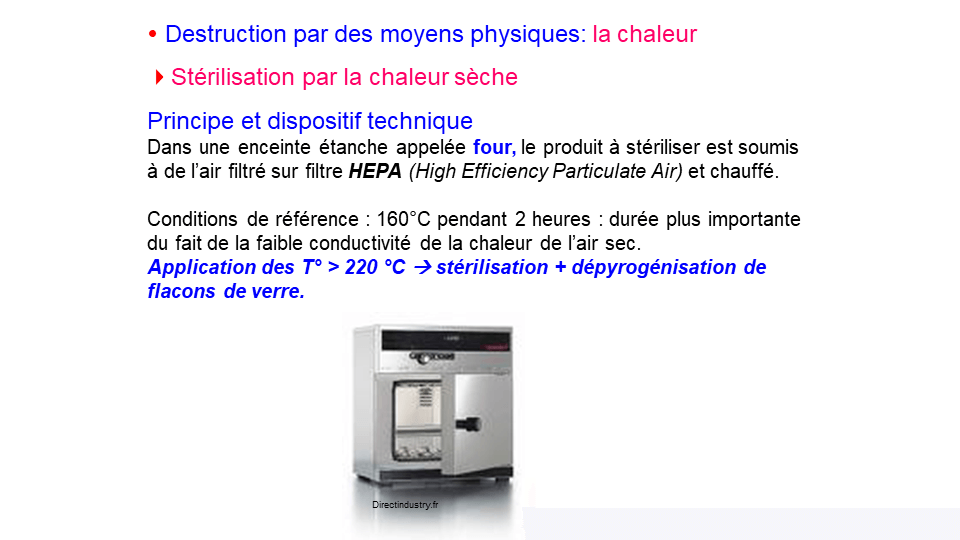 • Destruction par des moyens physiques: la chaleur
Stérilisation par la chaleur sèche
Principe et dispositif technique
Dans une enceinte étanche appelée four, le produit à stériliser est soumis
à de l’air filtré sur filtre HEPA (High Efficiency Particulate Air) et chauffé.
Conditions de référence : 160°C pendant 2 heures : durée plus importante
du fait de la faible conductivité de la chaleur de l’air sec.
Application des T° > 220 °C → stérilisation + dépyrogénisation de
flacons de verre.
Directindustry.fr